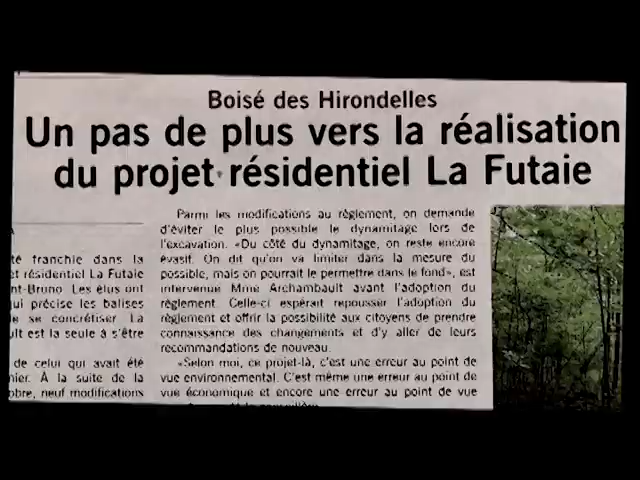 Boisé des Hirondelles
Un pas de plus vers la réalisation
du projet résidentiel La Futaie
té franchie dans la
et résidentiel La Futaie
nt-Bruno. Les élus ont
ui précise les balises
e se concrétiser. La
ult est la seule à s'être
de celui qui avait été
nier. À la suite de la
obre, neuf modifications
Parmi les modifications au règlement, on demande
d'éviter le plus possible le dynamitage lors de
l'excavation. «Du côté du dynamitage, on reste encore
évasif. On dit qu'on va limiter dans la mesure du
possible, mais on pourrait le permettre dans le fond», est
intervenue Mme Archambault avant l'adoption du
règlement. Celle-ci espérait repousser l'adoption du
règlement et offrir la possibilité aux citoyens de prendre
connaissance des changements et d'y aller de leurs
recommandations de nouveau.
«Selon moi, ce projet-là, c'est une erreur au point de
vue environnemental. C'est même une erreur au point de
vue économique et encore une erreur au point de vue